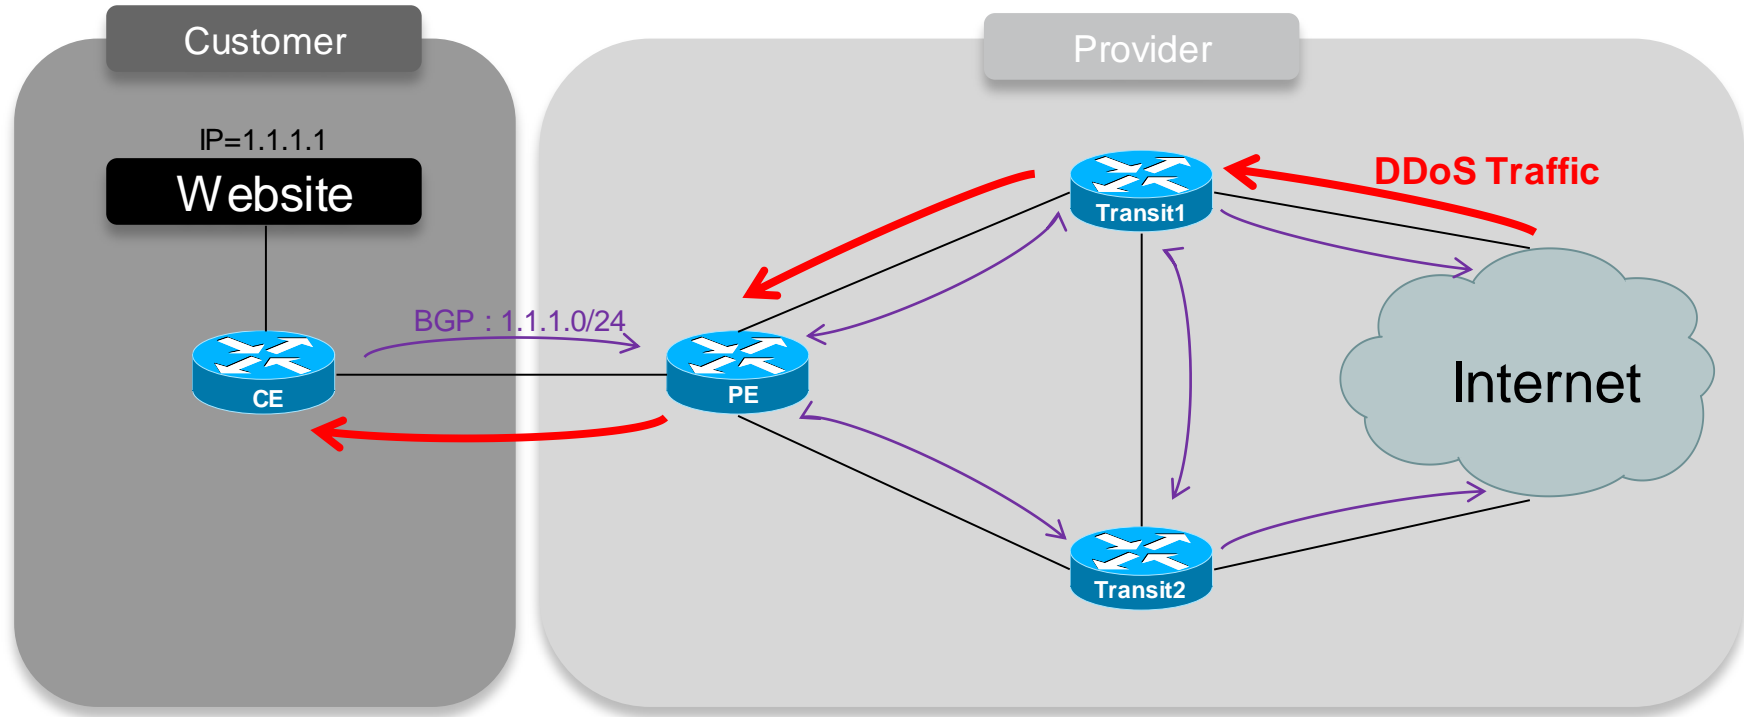 Customer
Provider
IP=1.1.1.1
Website
DDoS Traffic
Transit1
BGP : 1.1.1.0/24
CE
PE
Internet
Transit2